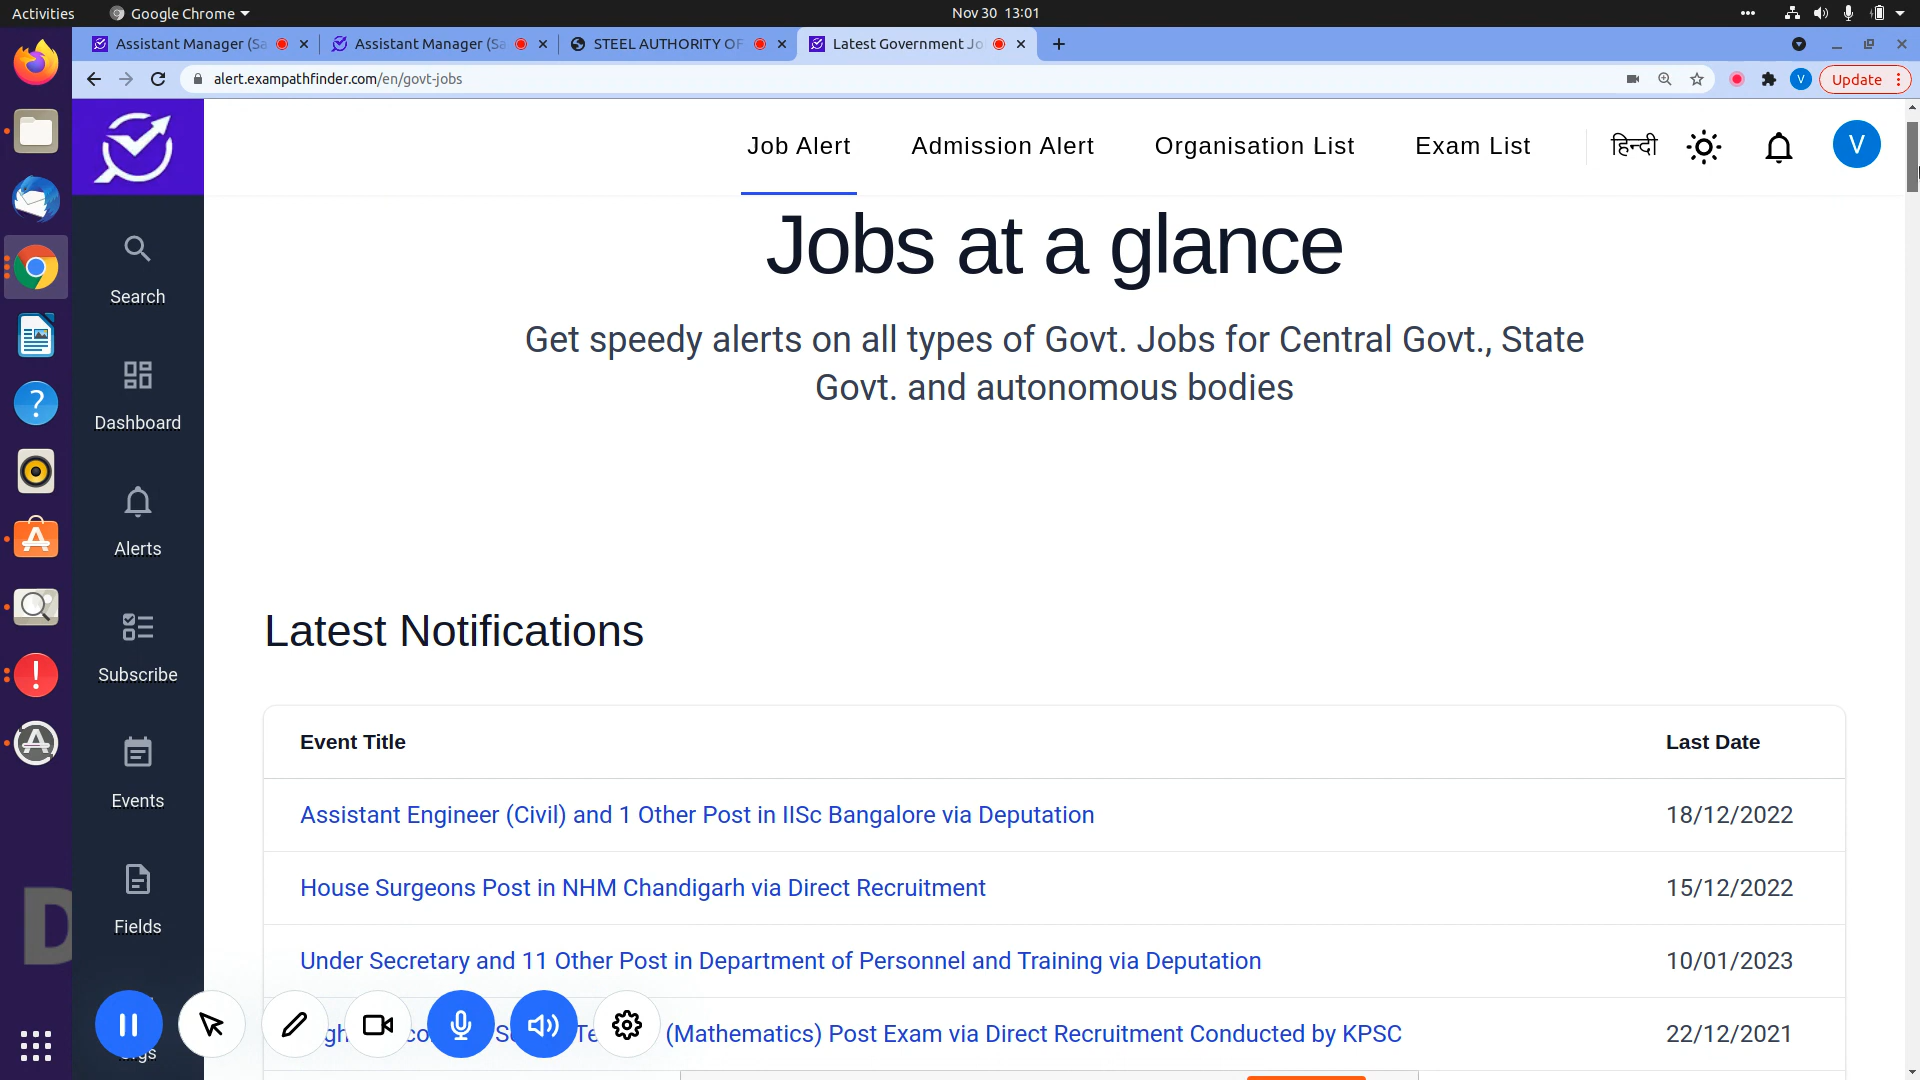 Activities
Google Chrome
Nov 30 13:01
Assistant Manager (Sa
Assistant Manager (Sa
STEEL AUTHORITY OF
Latest Government Jo
alert.exampathfinder.com/en/govt-jobs
V
Update
Job Alert
Admission Alert
Organisation List
Exam List
हिन्दी
V
Search
Dashboard
Alerts
Subscribe
Events
Fields
Jobs at a glance
Get speedy alerts on all types of Govt. Jobs for Central Govt., State
Govt. and autonomous bodies
Latest Notifications
Event Title
Last Date
Assistant Engineer (Civil) and 1 Other Post in IISc Bangalore via Deputation
18/12/2022
House Surgeons Post in NHM Chandigarh via Direct Recruitment
15/12/2022
Under Secretary and 11 Other Post in Department of Personnel and Training via Deputation
10/01/2023
(Mathematics) Post Exam via Direct Recruitment Conducted by KPSC
22/12/2021